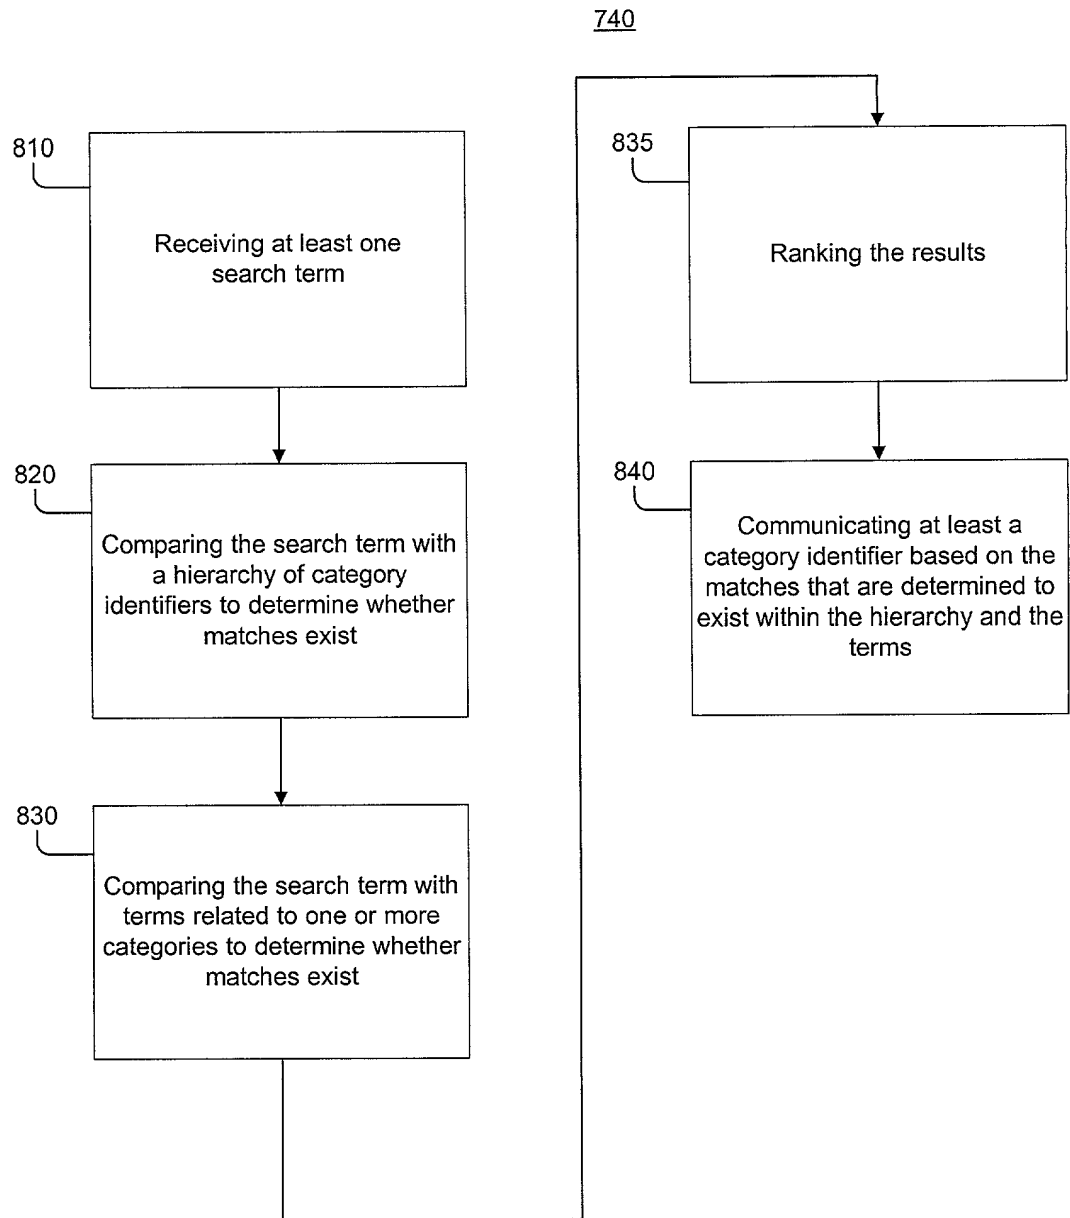 740
810
Receiving at least one
search term
820
Comparing the search term with
a hierarchy of category
identifiers to determine whether
matches exist
830
Comparing the search term with
terms related to one or more
categories to determine whether
matches exist
835
Ranking the results
840
Communicating at least a
category identifier based on the
matches that are determined to
exist within the hierarchy and the
terms